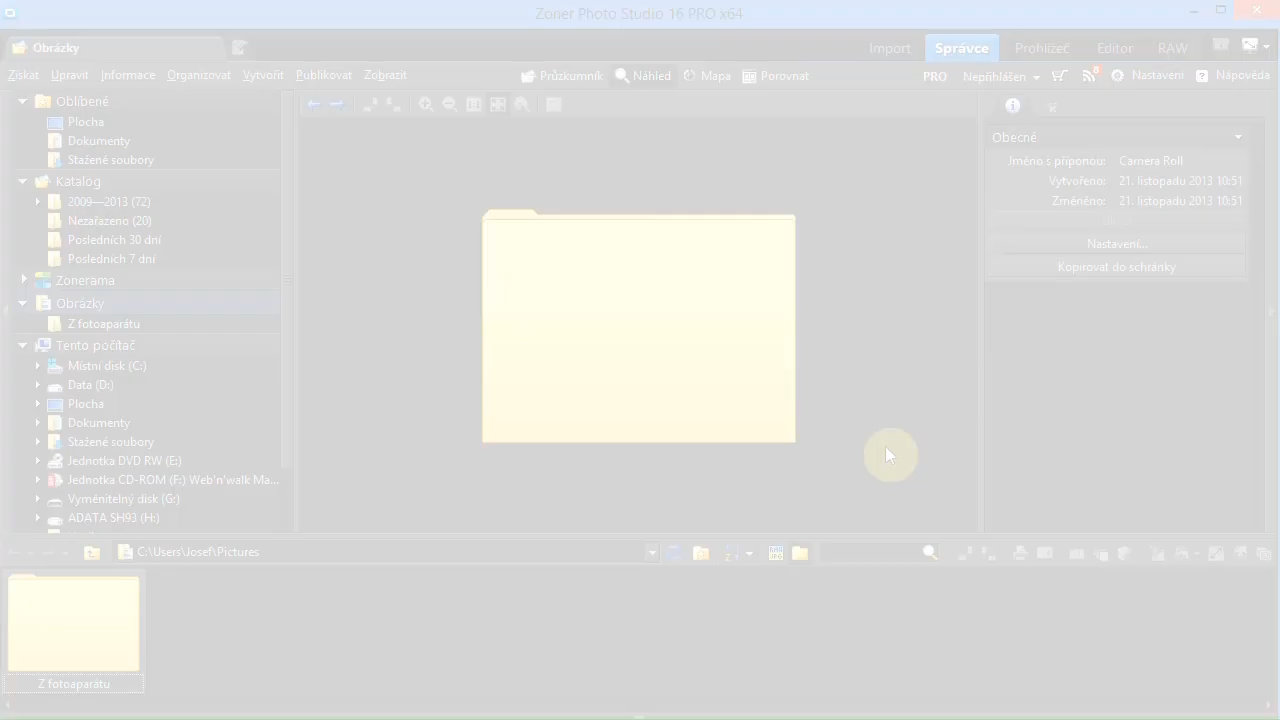 Zoner Photo Studio 16 PRO x64
Obrázky
Import Správce Prohlížeč Editor RAW
Získat Upravit Informace Organizovat Vytvořit Publikovat Zobrazit
Průzkumník Náhled Mapa Porovnat
PRO Nepřihlášen 8 Nastavení Nápověda
Oblíbené
Plocha
Dokumenty
Stažené soubory
Katalog
2009—2013 (72)
Nezařazeno (20)
Posledních 30 dní
Posledních 7 dní
Zonerama
Obrázky
Z fotoaparátu
Tento počítač
Místní disk (C:)
Data (D:)
Plocha
Dokumenty
Stažené soubory
Jednotka DVD RW (E:)
Jednotka CD-ROM (F:) Web'n'walk Ma...
Vyměnitelný disk (G:)
ADATA SH93 (H:)
Obecné
Jméno s příponou: Camera Roll
Vytvořeno: 21. listopadu 2013 10:51
Změněno: 21. listopadu 2013 10:51
Nastavení...
Kopírovat do schránky
C:\Users\Josef\Pictures
Z fotoaparátu